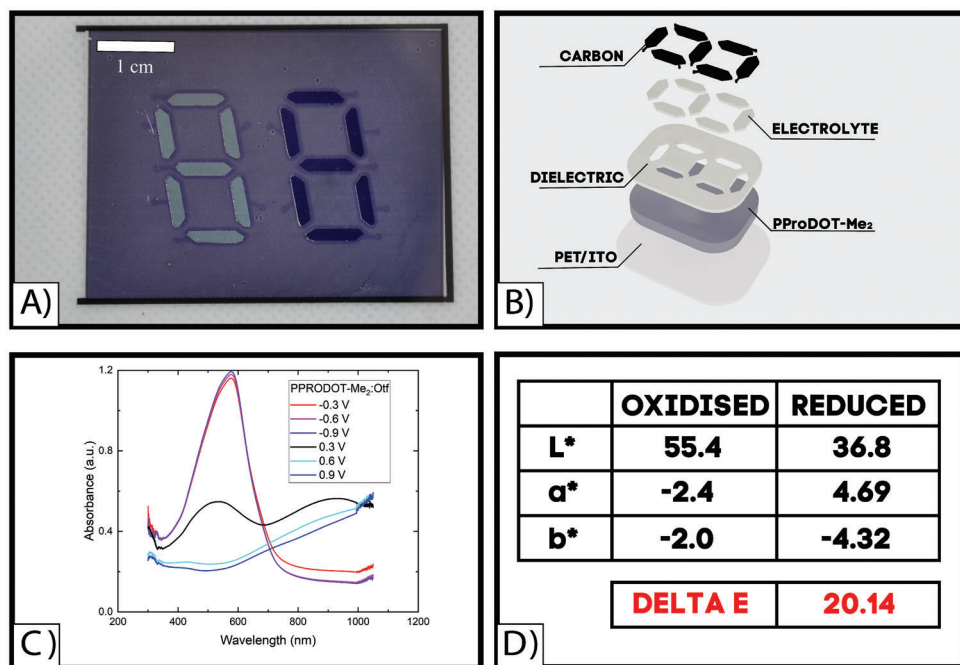 1 cm
A)
CARBON
ELECTROLYTE
DIELECTRIC
PProDOT-Me₂
PET/ITO
B)
1.2
0.8
0.4
0.0
Absorbance (a.u.)
PPRODOT-Me₂:Otf
-0.3 V
-0.6 V
-0.9 V
0.3 V
0.6 V
0.9 V
200 400 600 800 1000 1200
Wavelength (nm)
C)
OXIDISED REDUCED
L* 55.4 36.8
a* -2.4 4.69
b* -2.0 -4.32
DELTA E 20.14
D)